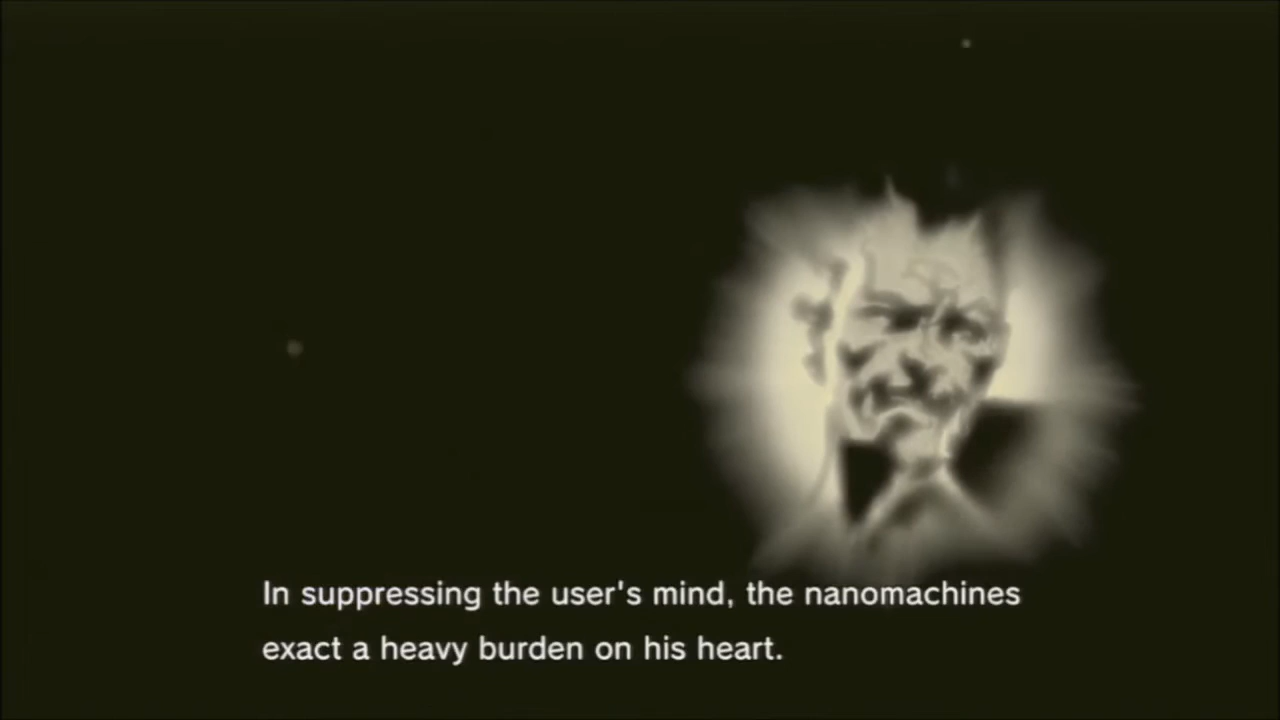 In suppressing the user's mind, the nanomachines
exact a heavy burden on his heart.